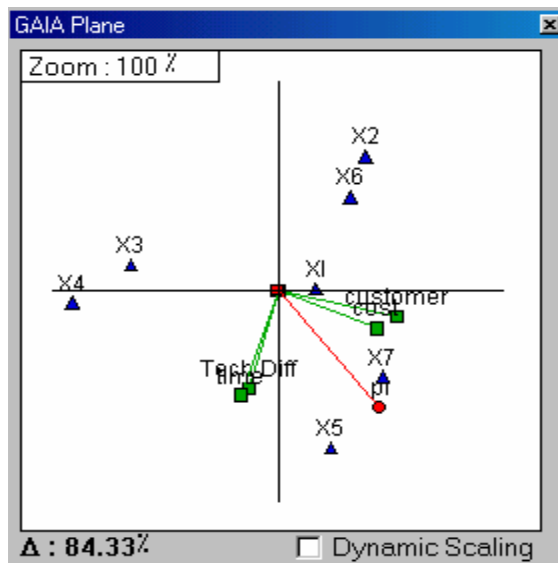 GAIA Plane
Zoom : 100 %
X2
X6
X3
X1
X4
customer
cost
X7
Tech.Diff
time
pi
X5
Δ : 84.33%
Dynamic Scaling